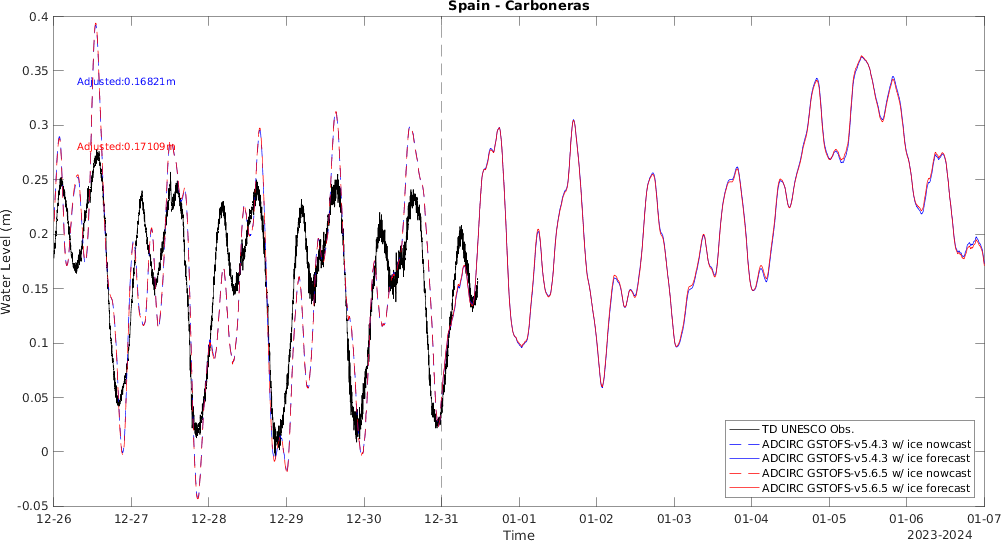 Spain - Carboneras
0.4
0.35
0.3
0.25
0.2
0.15
0.1
0.05
0
-0.05
Water Level (m)
Adjusted:0.16821m
Adjusted:0.17109m
TD UNESCO Obs.
ADCIRC GSTOFS-v5.4.3 w/ ice nowcast
ADCIRC GSTOFS-v5.4.3 w/ ice forecast
ADCIRC GSTOFS-v5.6.5 w/ ice nowcast
ADCIRC GSTOFS-v5.6.5 w/ ice forecast
12-26 12-27 12-28 12-29 12-30 12-31 01-01 01-02 01-03 01-04 01-05 01-06 01-07
Time
2023-2024